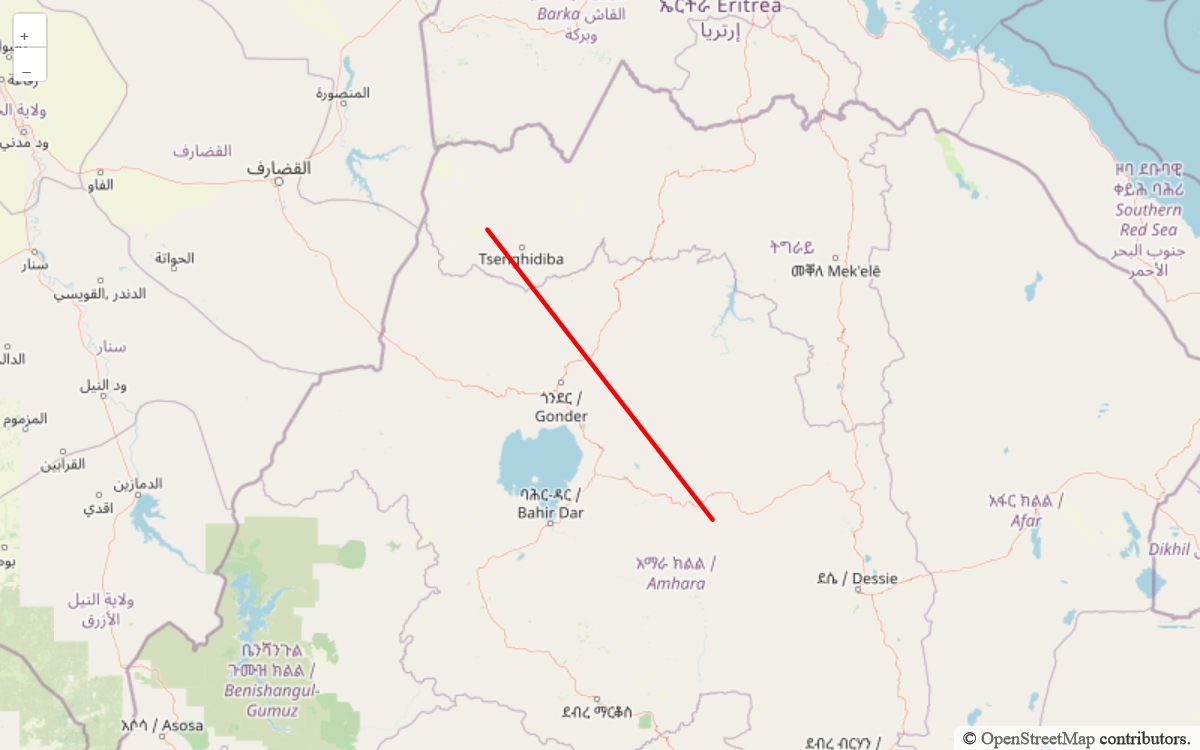 +
−
Barka القاش
وبركة
ኤርትራ Eritrea
إرتريا
المنصورة
القضارف
القضارف
الفاو
ود مدني
ዞባ ደቡባዊ
ቀይሕ ባሕሪ
Southern
Red Sea
جنوب البحر
الأحمر
ትግራይ
መቐለ Mek'elē
Tsenghidiba
الحواتة
سنار
الدندر ,القويسي
سنار
ود النيل
المزموم
القرابين
ጎንደር /
Gonder
الدمازين
اقدي
ባሕር-ዳር /
Bahir Dar
አፋር ክልል /
Afar
Dikhil
አማራ ክልል /
Amhara
ደሴ / Dessie
ولاية النيل
الأزرق
ቤንሻንጉል
ጉሙዝ ክልል /
Benishangul-
Gumuz
አሶሳ / Asosa
ደብረ ማርቆስ
ደብረ ብርሃን /
© OpenStreetMap contributors.